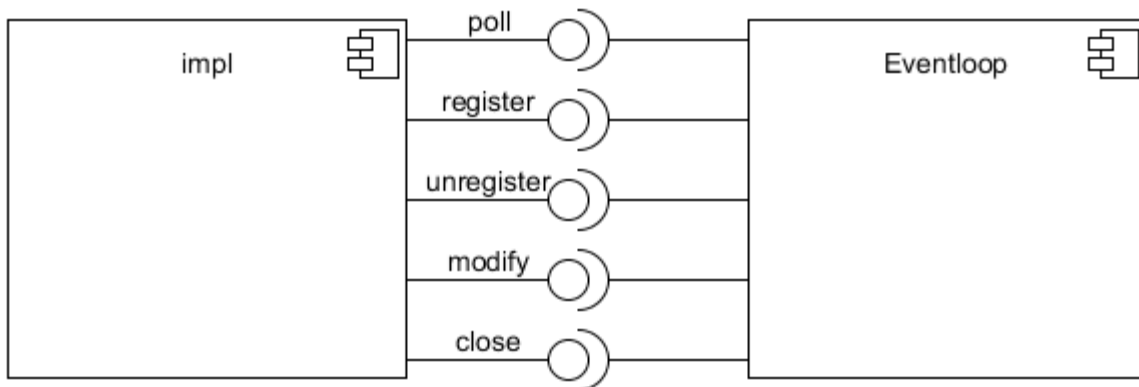 poll
impl
Eventloop
register
unregister
modify
close